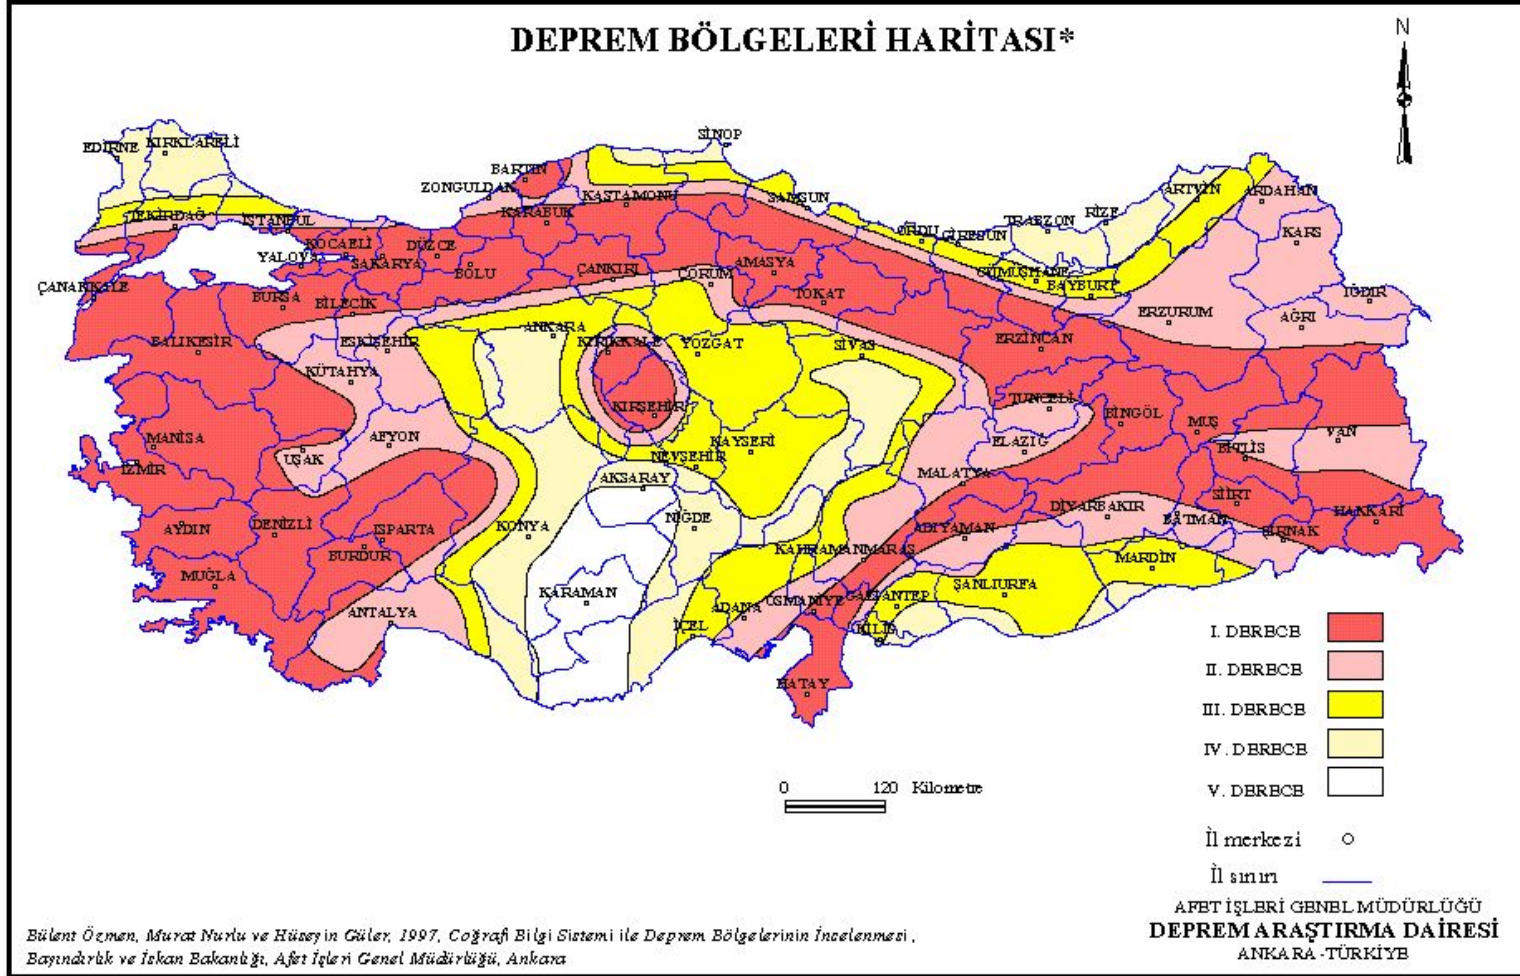 DEPREM BÖLGELERİ HARİTASI*
N
SİNOP
EDİRNE
KIRKLARELİ
BARTIN
ZONGULDAK
KASTAMONU
SAMSUN
ARTVİN
ARDAHAN
TEKİRDAĞ
İSTANBUL
KARABÜK
ORDU
GİRESUN
TRABZON
RİZE
KARS
KOCAELİ
DÜZCE
YALOVA
SAKARYA
BOLU
ÇANKIRI
ÇORUM
AMASYA
GÜMÜŞHANE
BAYBURT
ÇANAKKALE
BURSA
BİLECİK
TOKAT
ERZURUM
IĞDIR
AĞRI
BALIKESİR
ESKİŞEHİR
ANKARA
KIRIKKALE
YOZGAT
SİVAS
ERZİNCAN
KÜTAHYA
KIRŞEHİR
TUNCELİ
BİNGÖL
MUŞ
MANİSA
AFYON
KAYSERİ
ELAZIĞ
BİTLİS
VAN
İZMİR
UŞAK
NEVŞEHİR
AKSARAY
MALATYA
AYDIN
DENİZLİ
ISPARTA
KONYA
NİĞDE
ADIYAMAN
DİYARBAKIR
BATMAN
SİİRT
HAKKARİ
BURDUR
KAHRAMANMARAŞ
ŞIRNAK
MUĞLA
MARDİN
KARAMAN
ŞANLIURFA
ANTALYA
ADANA
OSMANİYE
GAZİANTEP
İÇEL
KİLİS
HATAY
I. DERECE
II. DERECE
III. DERECE
IV. DERECE
V. DERECE
0 120 Kilometre
İl merkezi
İl sınırı
AFET İŞLERİ GENEL MÜDÜRLÜĞÜ
DEPREM ARAŞTIRMA DAİRESİ
ANKARA-TÜRKİYE
Bülent Özmen, Murat Nurlu ve Hüseyin Güler, 1997, Coğrafi Bilgi Sistemi ile Deprem Bölgelerinin İncelenmesi,
Bayındırlık ve İskan Bakanlığı, Afet İşleri Genel Müdürlüğü, Ankara